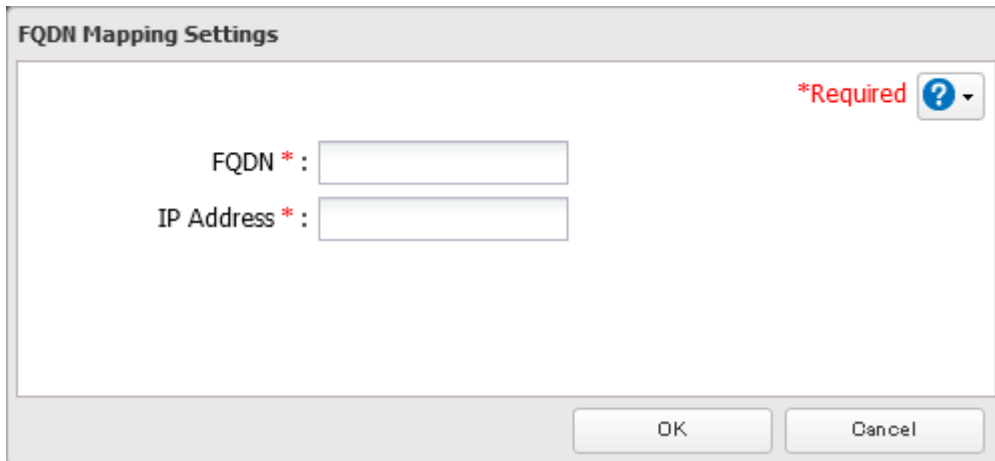 FQDN Mapping Settings
*Required
FQDN * :
IP Address * :
OK Cancel